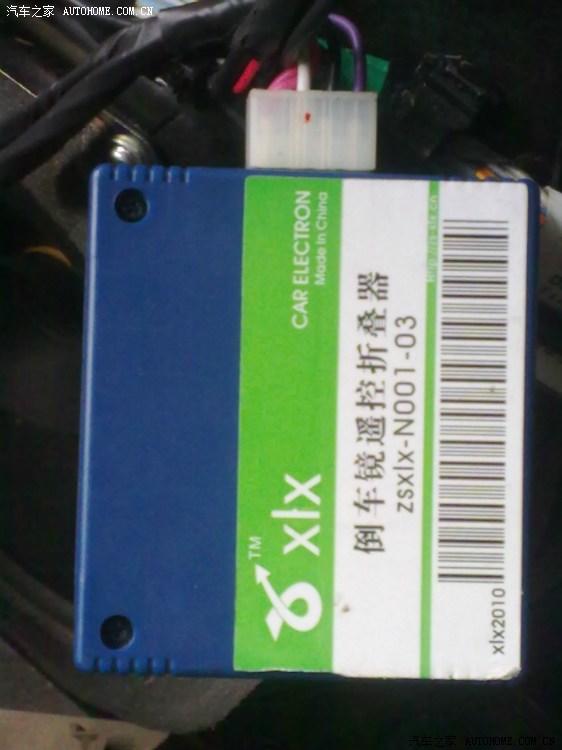 汽车之家 AUTOHOME.COM.CN
CAR ELECTRON
Made in China
TM
xlx
倒车镜遥控折叠器
zsxlx-N001-03
xlx2010
汽车之家 AUTOHOME.COM.CN